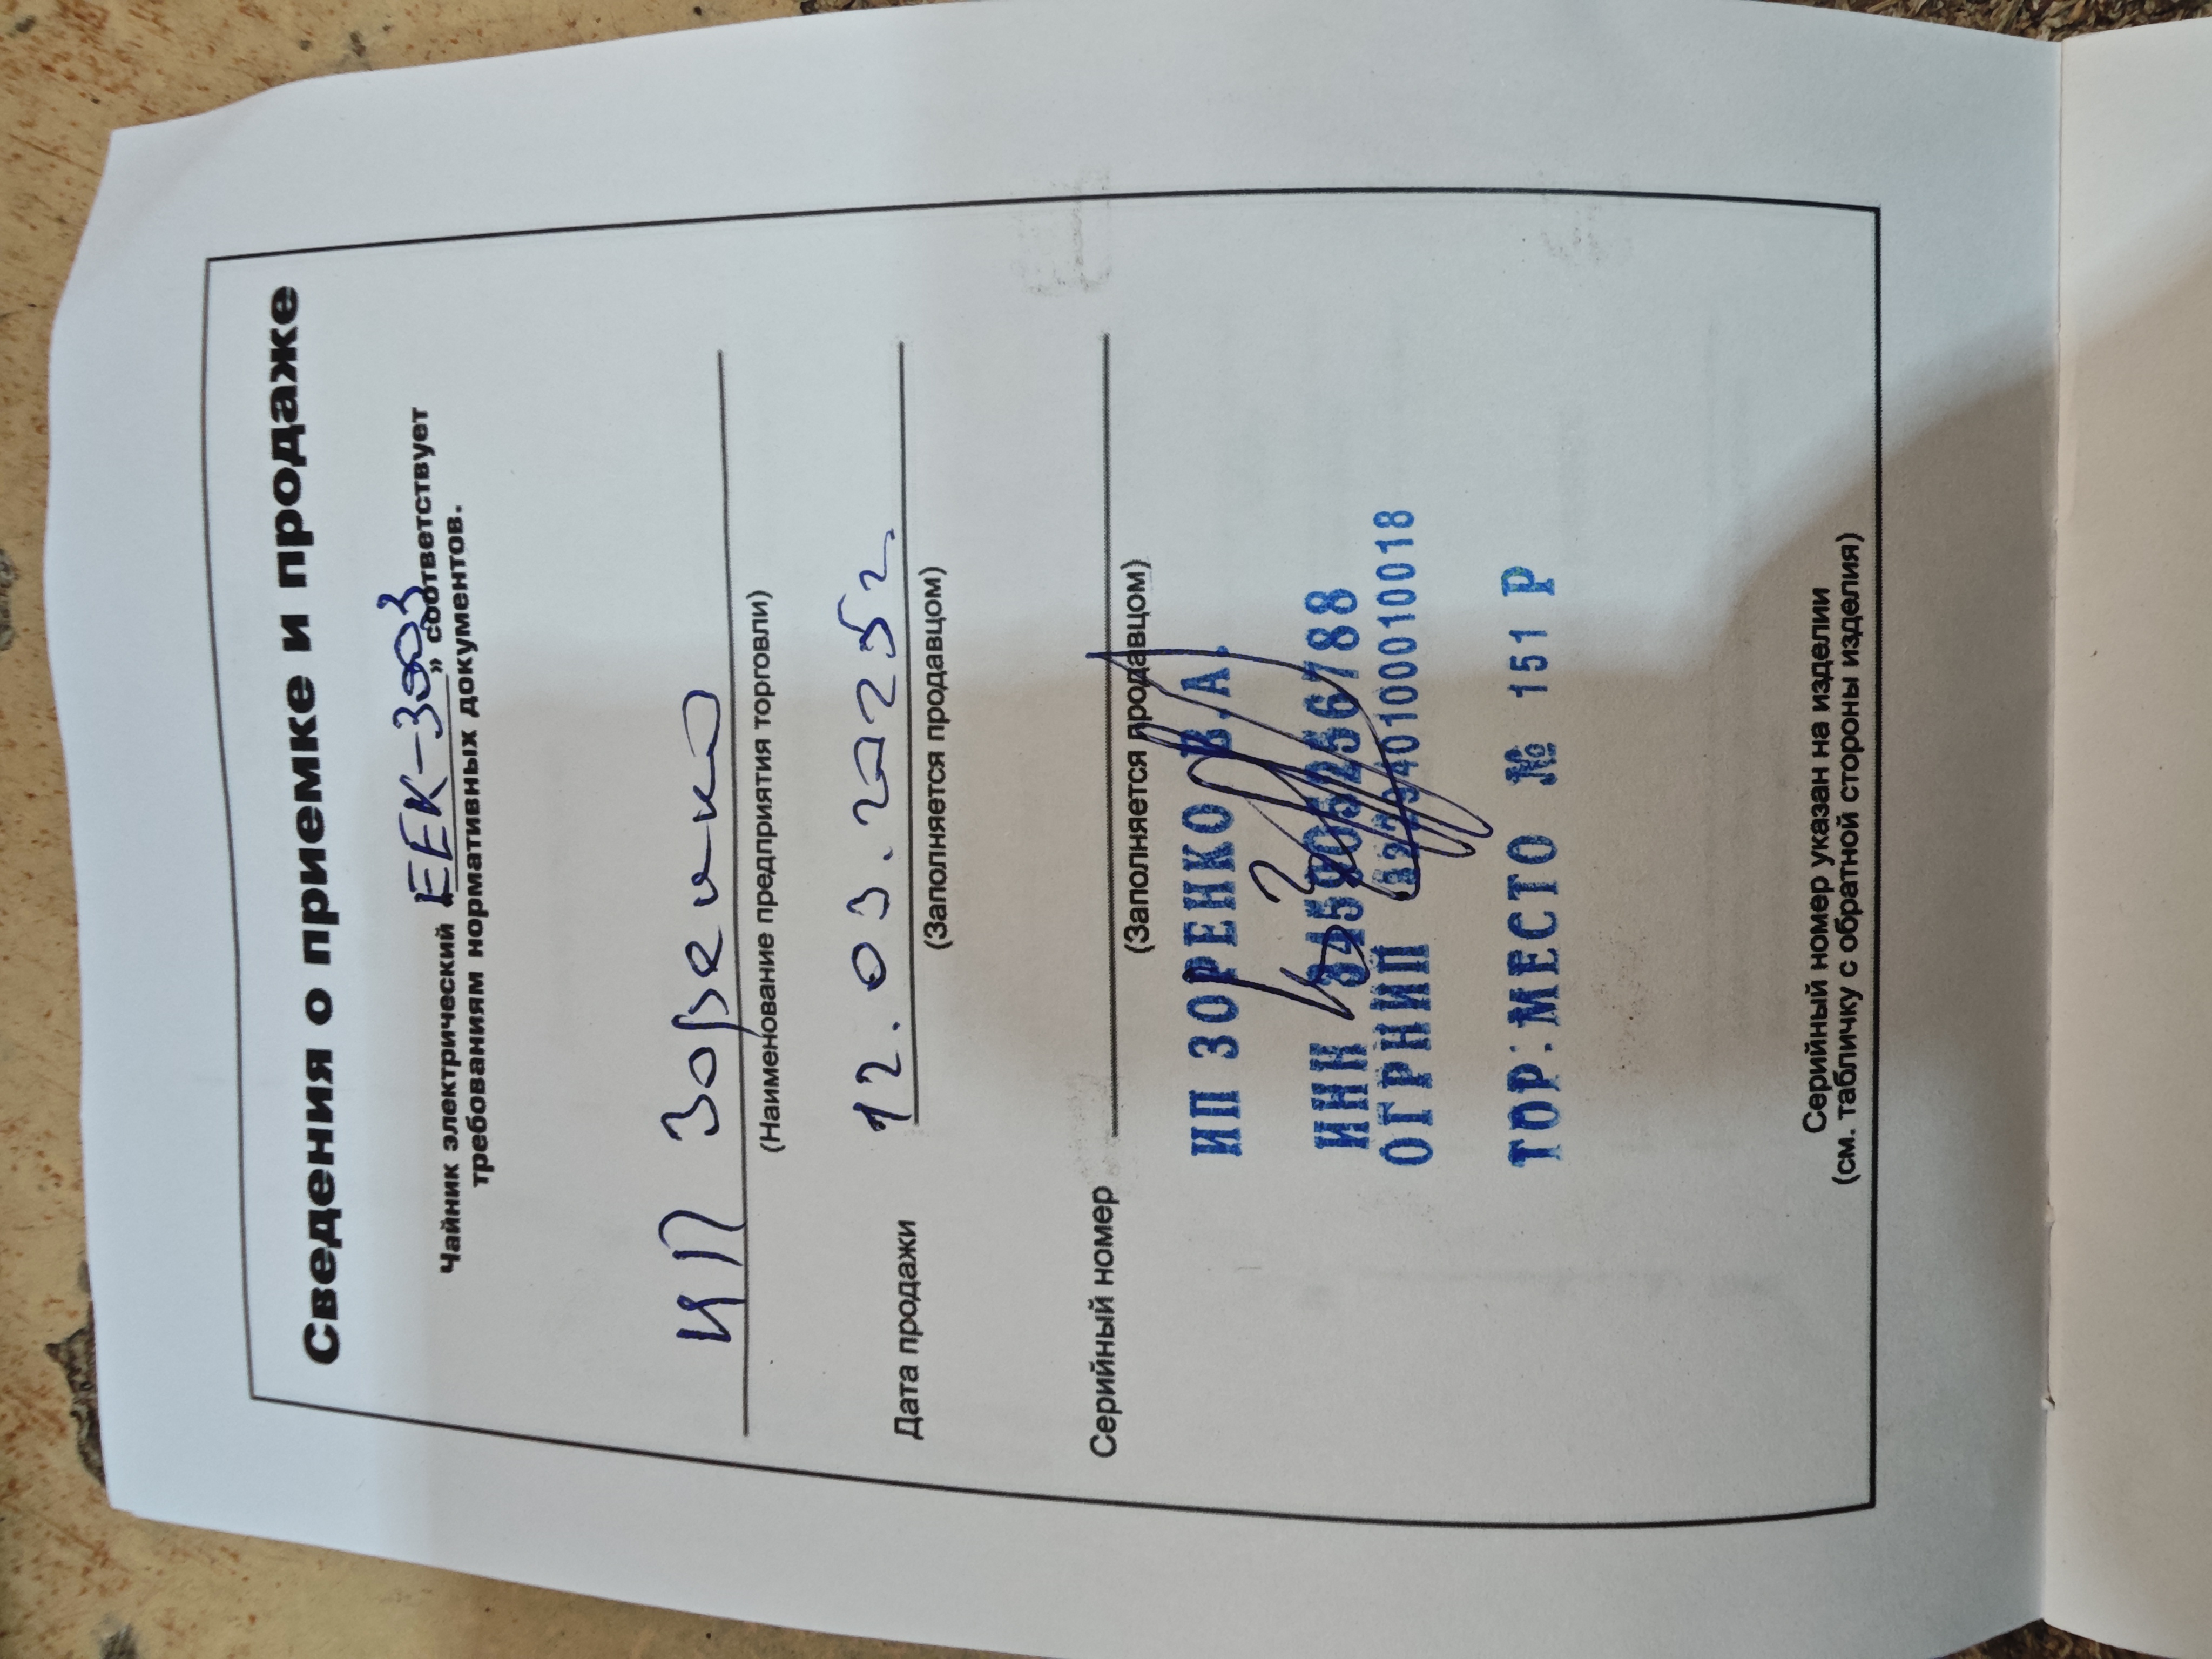 Сведения о приемке и продаже
Чайник электрический „ ЕЕК-3003 ” соответствует
требованиям нормативных документов.
ИП Зоренко
(Наименование предприятия торговли)
Дата продажи 12.03.2025г
(Заполняется продавцом)
Серийный номер
(Заполняется продавцом)
ИП ЗОРЕНКО В.А.
ИНН
ОГРНИП
ТОР.МЕСТО № 151 Р
Серийный номер указан на изделии
(см. табличку с обратной стороны изделия)